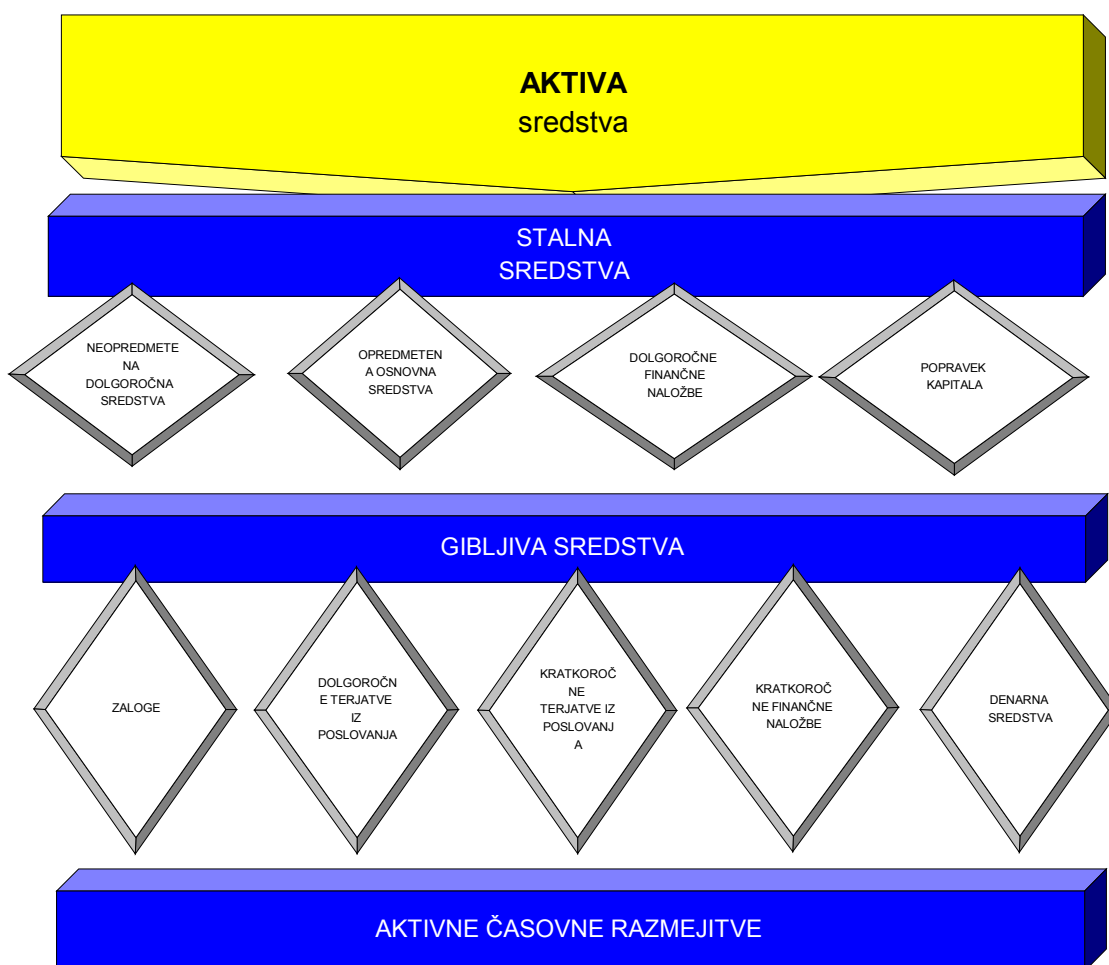 AKTIVA
sredstva
STALNA
SREDSTVA
NEOPREDMETE
NA
DOLGOROČNA
SREDSTVA
OPREDMETEN
A OSNOVNA
SREDSTVA
DOLGOROČNE
FINANČNE
NALOŽBE
POPRAVEK
KAPITALA
GIBLJIVA SREDSTVA
ZALOGE
DOLGOROČN
E TERJATVE
IZ
POSLOVANJA
KRATKOROČ
NE
TERJATVE IZ
POSLOVANJ
A
KRATKOROČ
NE FINANČNE
NALOŽBE
DENARNA
SREDSTVA
AKTIVNE ČASOVNE RAZMEJITVE